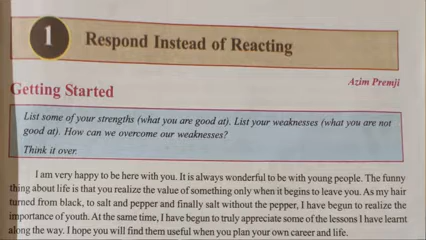 1
Respond Instead of Reacting
Azim Premji
Getting Started
List some of your strengths (what you are good at). List your weaknesses (what you are not
good at). How can we overcome our weaknesses?
Think it over.
I am very happy to be here with you. It is always wonderful to be with young people. The funny
thing about life is that you realize the value of something only when it begins to leave you. As my hair
turned from black, to salt and pepper and finally salt without the pepper, I have begun to realize the
importance of youth. At the same time, I have begun to truly appreciate some of the lessons I have learnt
along the way. I hope you will find them useful when you plan your own career and life.